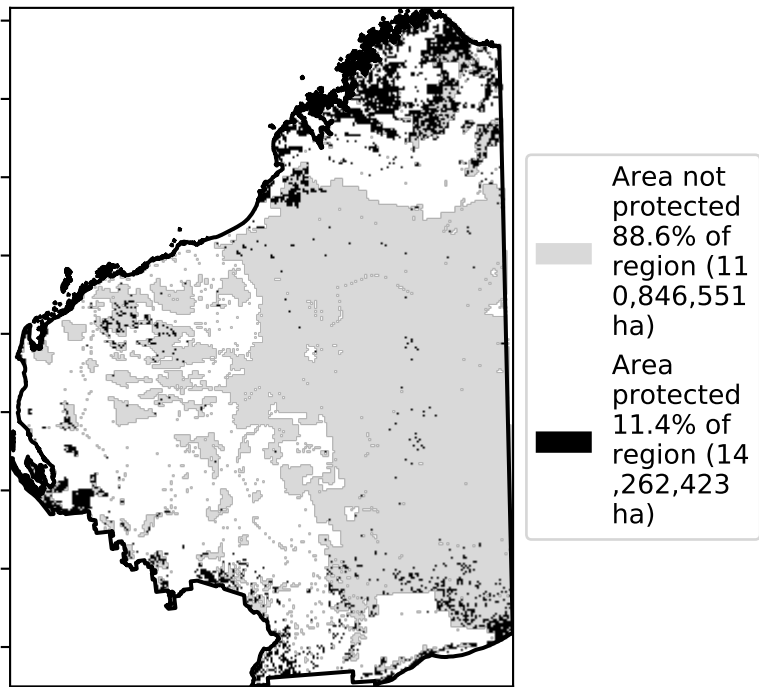 Area not
protected
88.6% of
region (11
0,846,551
ha)
Area
protected
11.4% of
region (14
,262,423
ha)